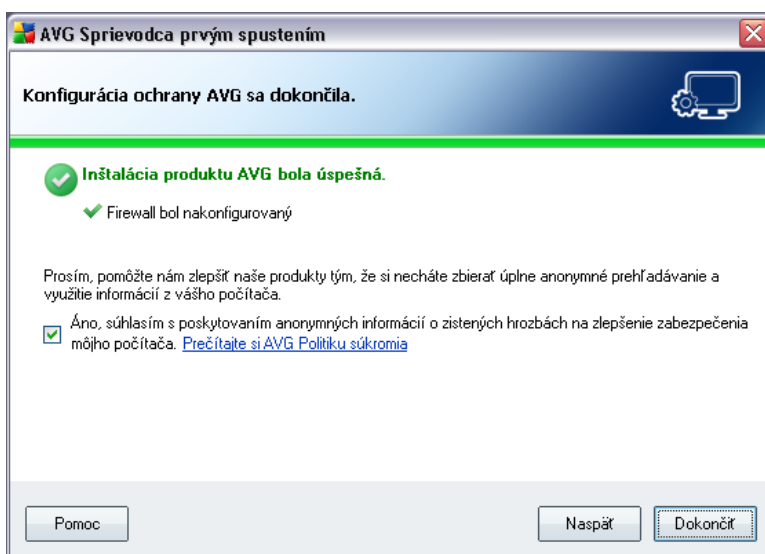 AVG Sprievodca prvým spustením
Konfigurácia ochrany AVG sa dokončila.
Inštalácia produktu AVG bola úspešná.
Firewall bol nakonfigurovaný
Prosím, pomôžte nám zlepšiť naše produkty tým, že si necháte zbierať úplne anonymné prehľadávanie a
využitie informácií z vášho počítača.
Áno, súhlasím s poskytovaním anonymných informácií o zistených hrozbách na zlepšenie zabezpečenia
môjho počítača. Prečítajte si AVG Politiku súkromia
Pomoc
Naspäť
Dokončiť